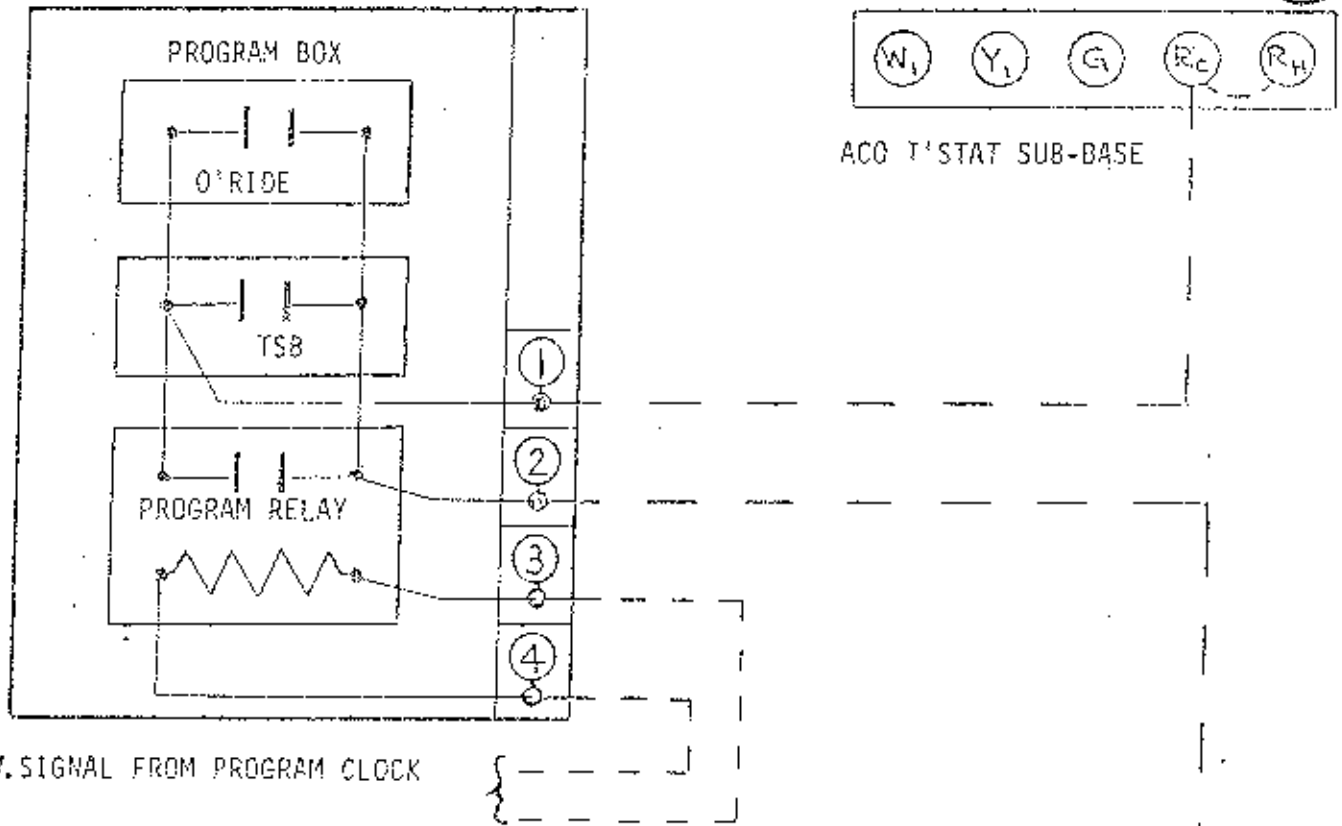 PROGRAM BOX
O'RIDE
TSB
PROGRAM RELAY
1
2
3
4
W1 Y1 G RC RH
ACO T'STAT SUB-BASE
V. SIGNAL FROM PROGRAM CLOCK